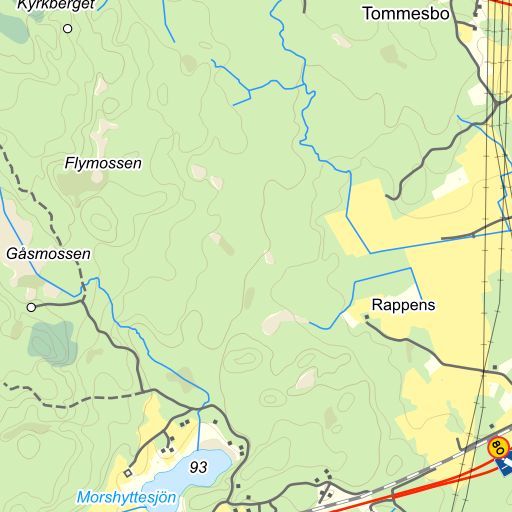 Kyrkberget
Tommesbo
Flymossen
Gåsmossen
Rappens
80
93
Morshyttesjön